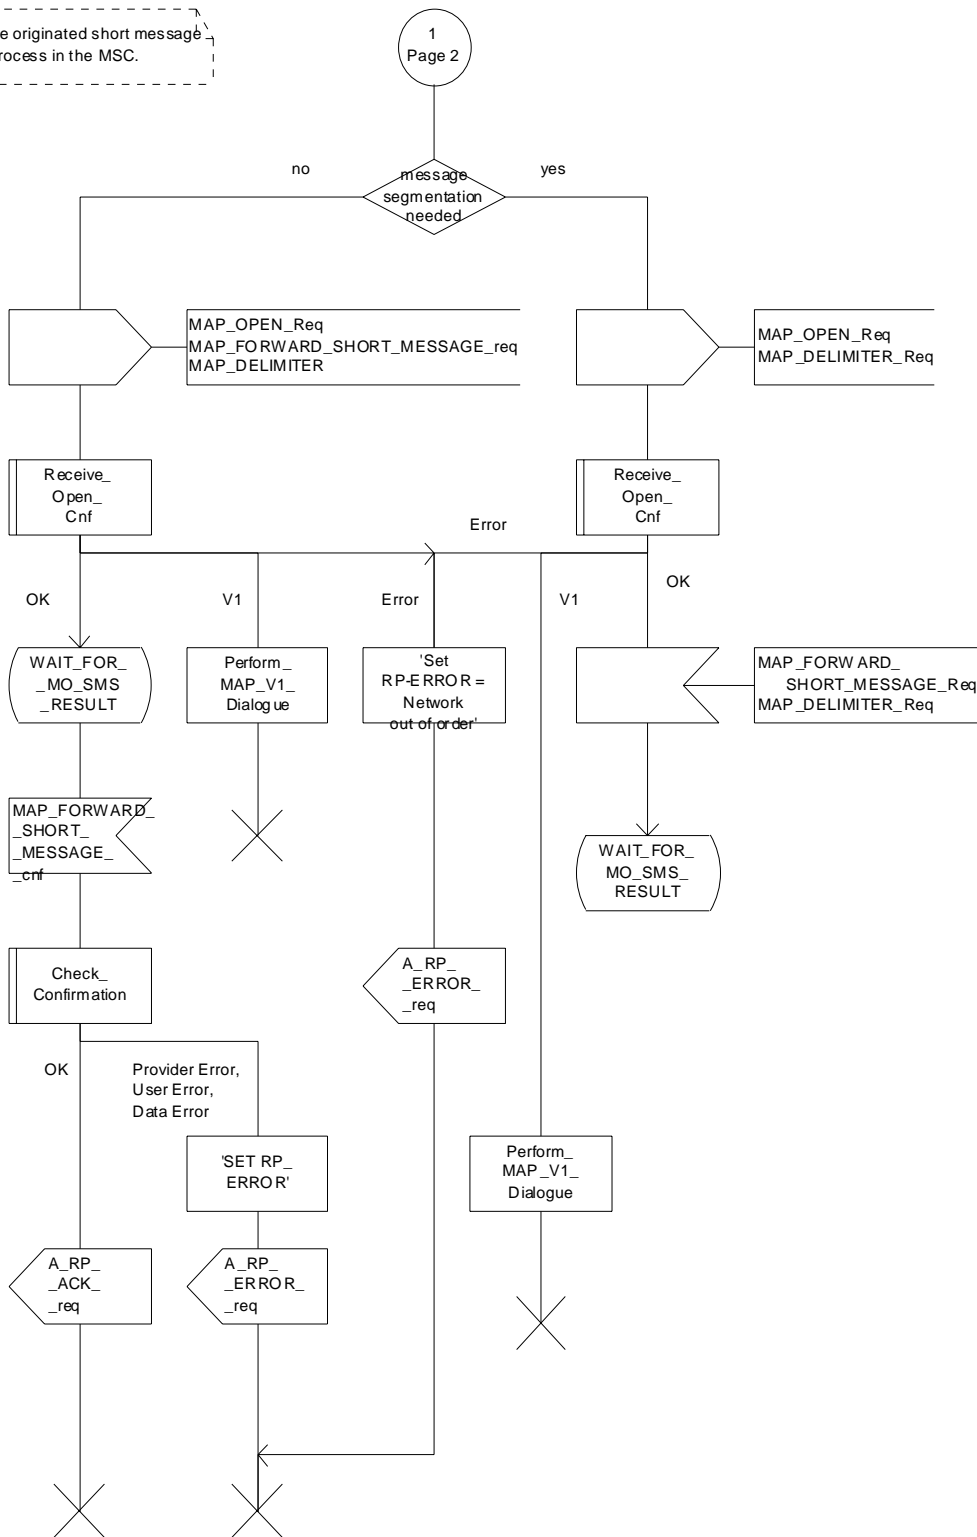 e originated short message
rocess in the MSC.
1
Page 2
no
yes
message
segmentation
needed
MAP_OPEN_Req
MAP_FORWARD_SHORT_MESSAGE_req
MAP_DELIMITER
MAP_OPEN_Req
MAP_DELIMITER_Req
Receive_
Open_
Cnf
Receive_
Open_
Cnf
Error
OK
V1
Error
V1
OK
WAIT_FOR_
_MO_SMS
_RESULT
Perform_
MAP_V1_
Dialogue
'Set
RP-ERROR =
Network
out of order'
MAP_FORWARD_
SHORT_MESSAGE_Req
MAP_DELIMITER_Req
MAP_FORWARD_
_SHORT_
_MESSAGE_
_cnf
WAIT_FOR_
MO_SMS_
RESULT
Check_
Confirmation
A_RP_
_ERROR_
_req
OK
Provider Error,
User Error,
Data Error
'SET RP_
ERROR'
Perform_
MAP_V1_
Dialogue
A_RP_
_ACK_
_req
A_RP_
_ERROR_
_req